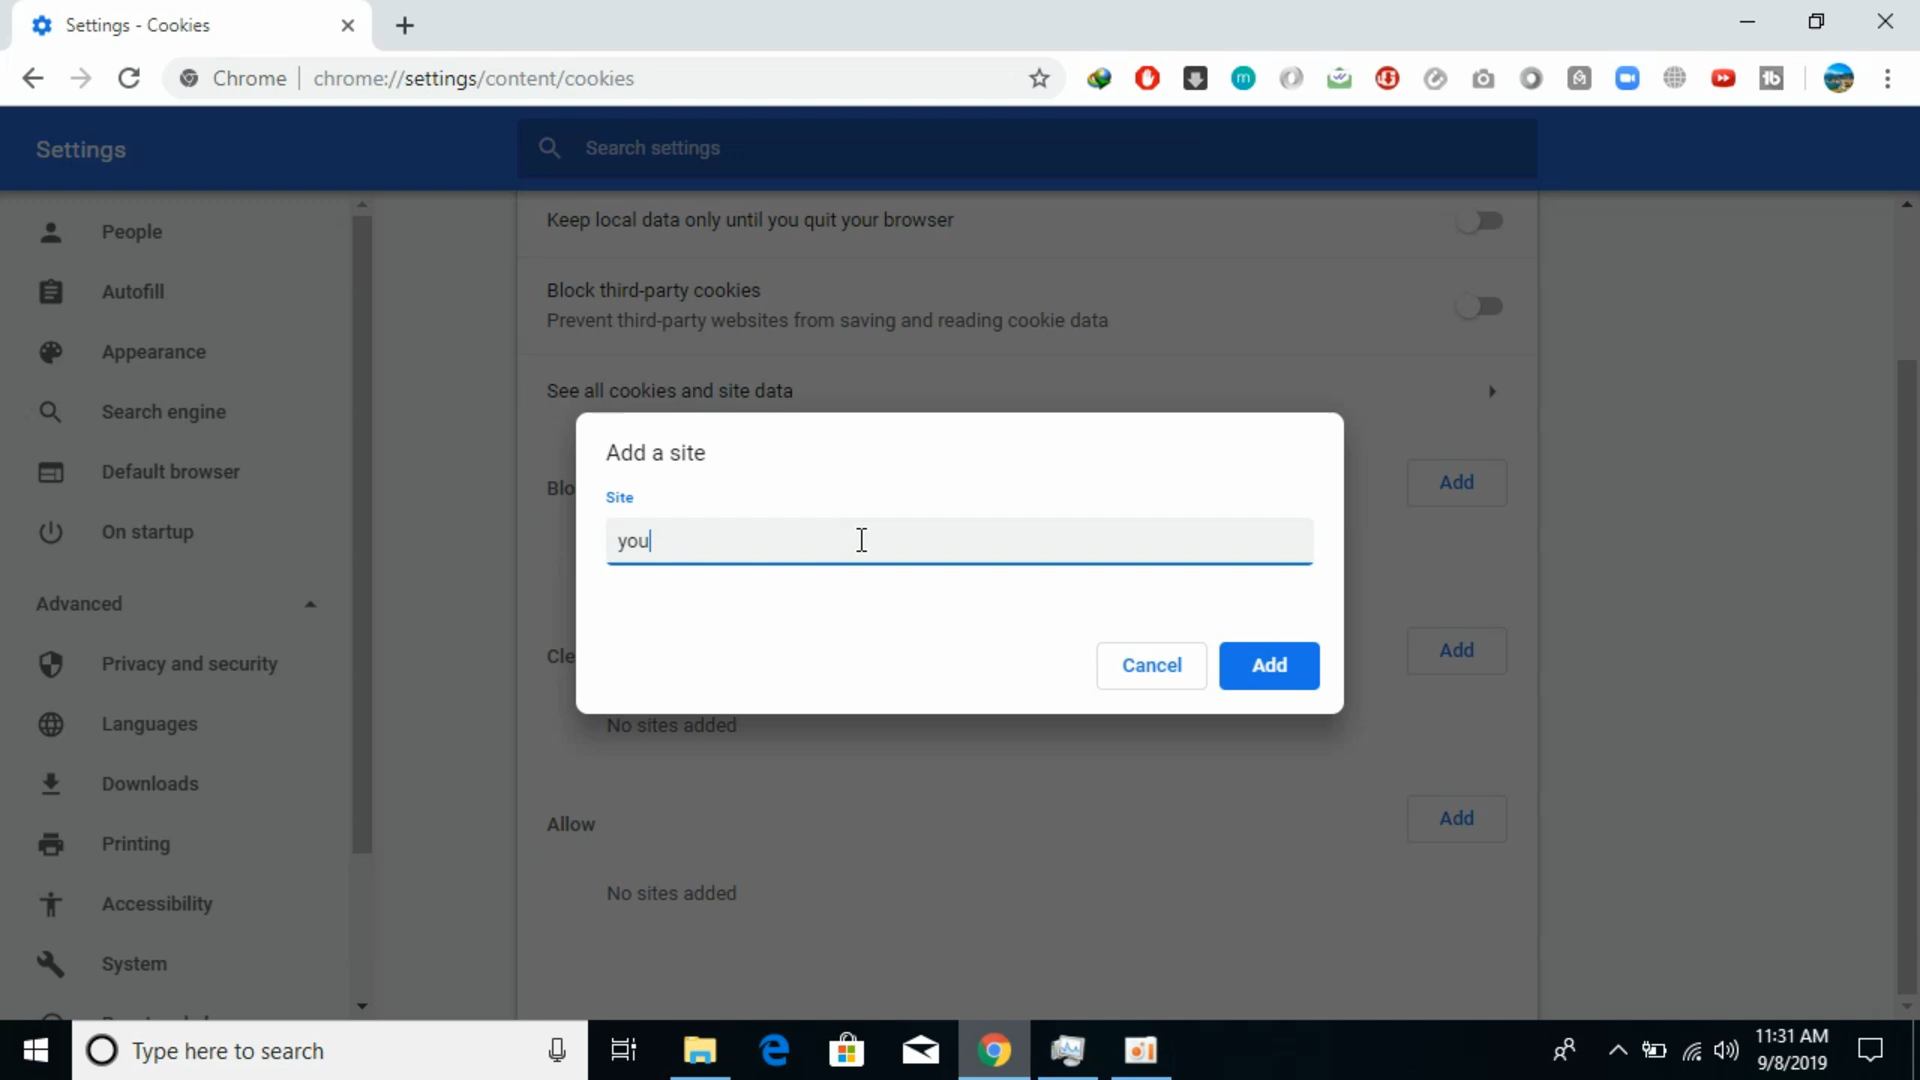 Settings - Cookies
Chrome | chrome://settings/content/cookies
Settings
Search settings
People
Autofill
Appearance
Search engine
Default browser
On startup
Advanced
Privacy and security
Languages
Downloads
Printing
Accessibility
System
Keep local data only until you quit your browser
Block third-party cookies
Prevent third-party websites from saving and reading cookie data
See all cookies and site data
Blo
Add
Add a site
Site
you
Cancel
Add
Cle
Add
No sites added
Allow
Add
No sites added
Type here to search
11:31 AM
9/8/2019